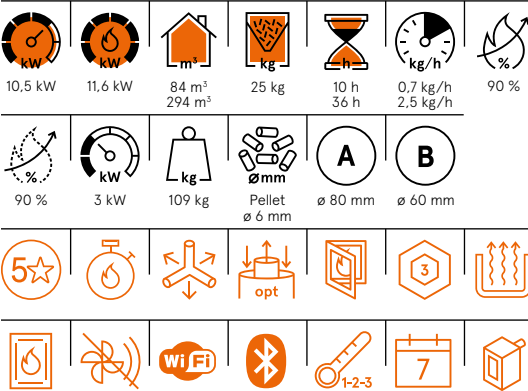 kW
kW
m³
kg
h
kg/h
%
10,5 kW
11,6 kW
84 m³
294 m³
25 kg
10 h
36 h
0,7 kg/h
2,5 kg/h
90 %
%
kW
kg
ømm
A
B
90 %
3 kW
109 kg
Pellet
ø 6 mm
ø 80 mm
ø 60 mm
5
opt
3
WiFi
1-2-3
7